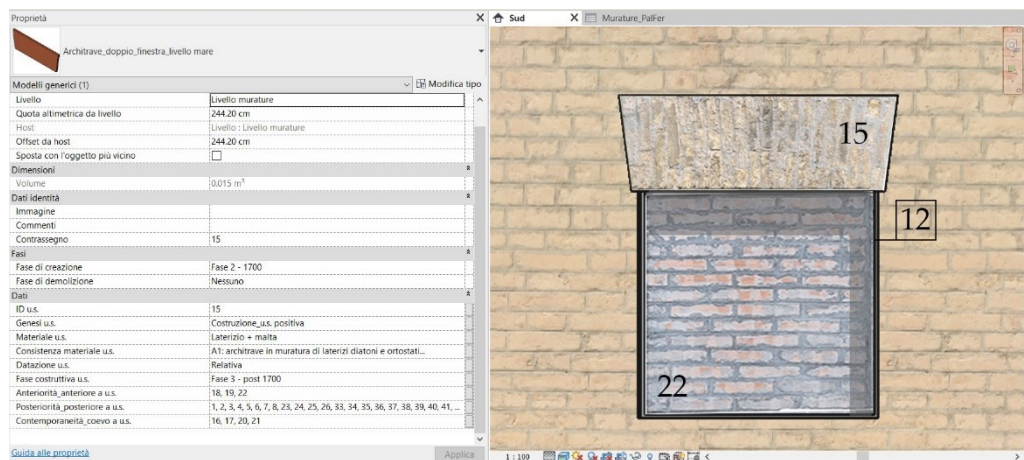 Proprietà
Architrave_doppio_finestra_livello mare
Modelli generici (1)
Modifica tipo
Livello Livello murature
Quota altimetrica da livello 244.20 cm
Host Livello : Livello murature
Offset da host 244.20 cm
Sposta con l'oggetto più vicino
Dimensioni
Volume 0.015 m³
Dati identità
Immagine
Commenti
Contrassegno 15
Fasi
Fase di creazione Fase 2 - 1700
Fase di demolizione Nessuno
Dati
ID u.s. 15
Genesi u.s. Costruzione_u.s. positiva
Materiale u.s. Laterizio + malta
Consistenza materiale u.s. A1: architrave in muratura di laterizi diatoni e ortostati...
Datazione u.s. Relativa
Fase costruttiva u.s. Fase 3 - post 1700
Anteriorità_anteriore a u.s. 18, 19, 22
Posteriorità_posteriore a u.s. 1, 2, 3, 4, 5, 6, 7, 8, 23, 24, 25, 26, 33, 34, 35, 36, 37, 38, 39, 40, 41, ...
Contemporaneità_coevo a u.s. 16, 17, 20, 21
Guida alle proprietà
Applica
Sud
Murature_PalFer
15
12
22
1 : 100